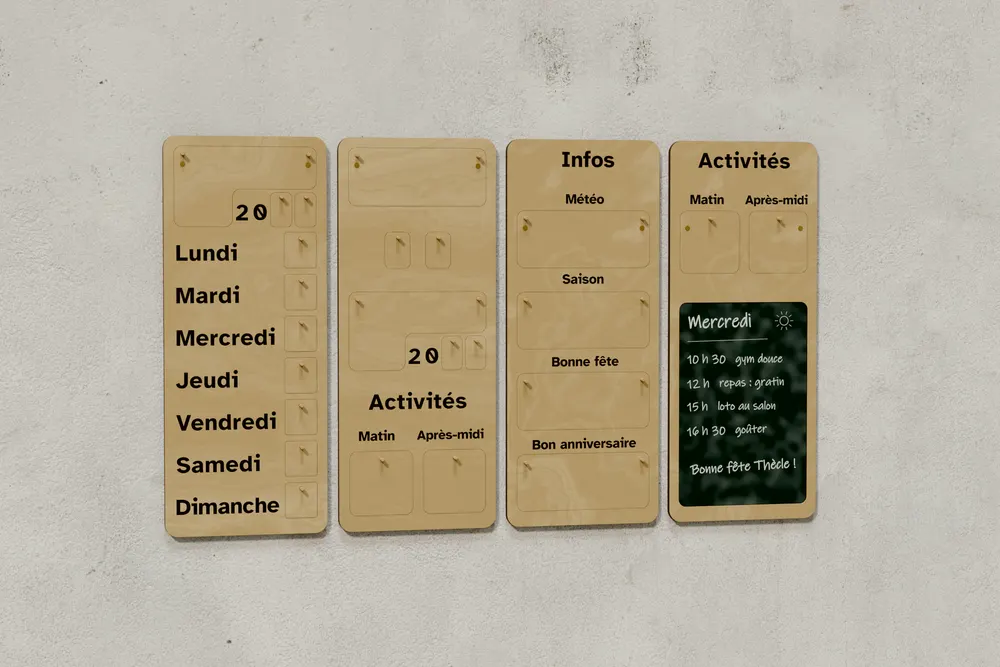 20
Lundi
Mardi
Mercredi
Jeudi
Vendredi
Samedi
Dimanche
20
Activités
Matin Après-midi
Infos
Météo
Saison
Bonne fête
Bon anniversaire
Activités
Matin Après-midi
Mercredi
10 h 30 gym douce
12 h repas : gratin
15 h loto au salon
16 h 30 goûter
Bonne fête Thècle !